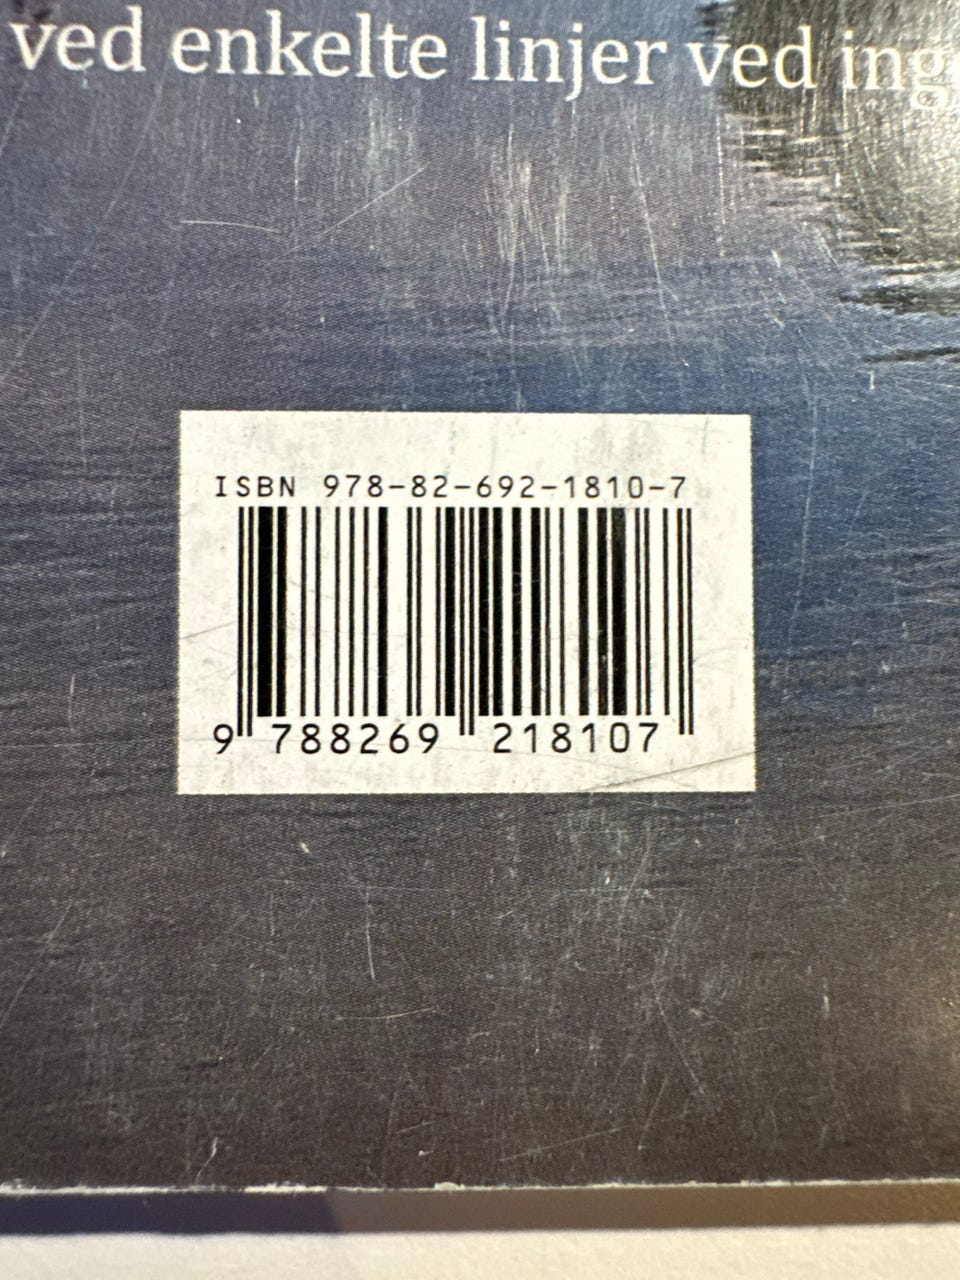 ved enkelte linjer ved
ISBN 978-82-692-1810-7
9 788269 218107